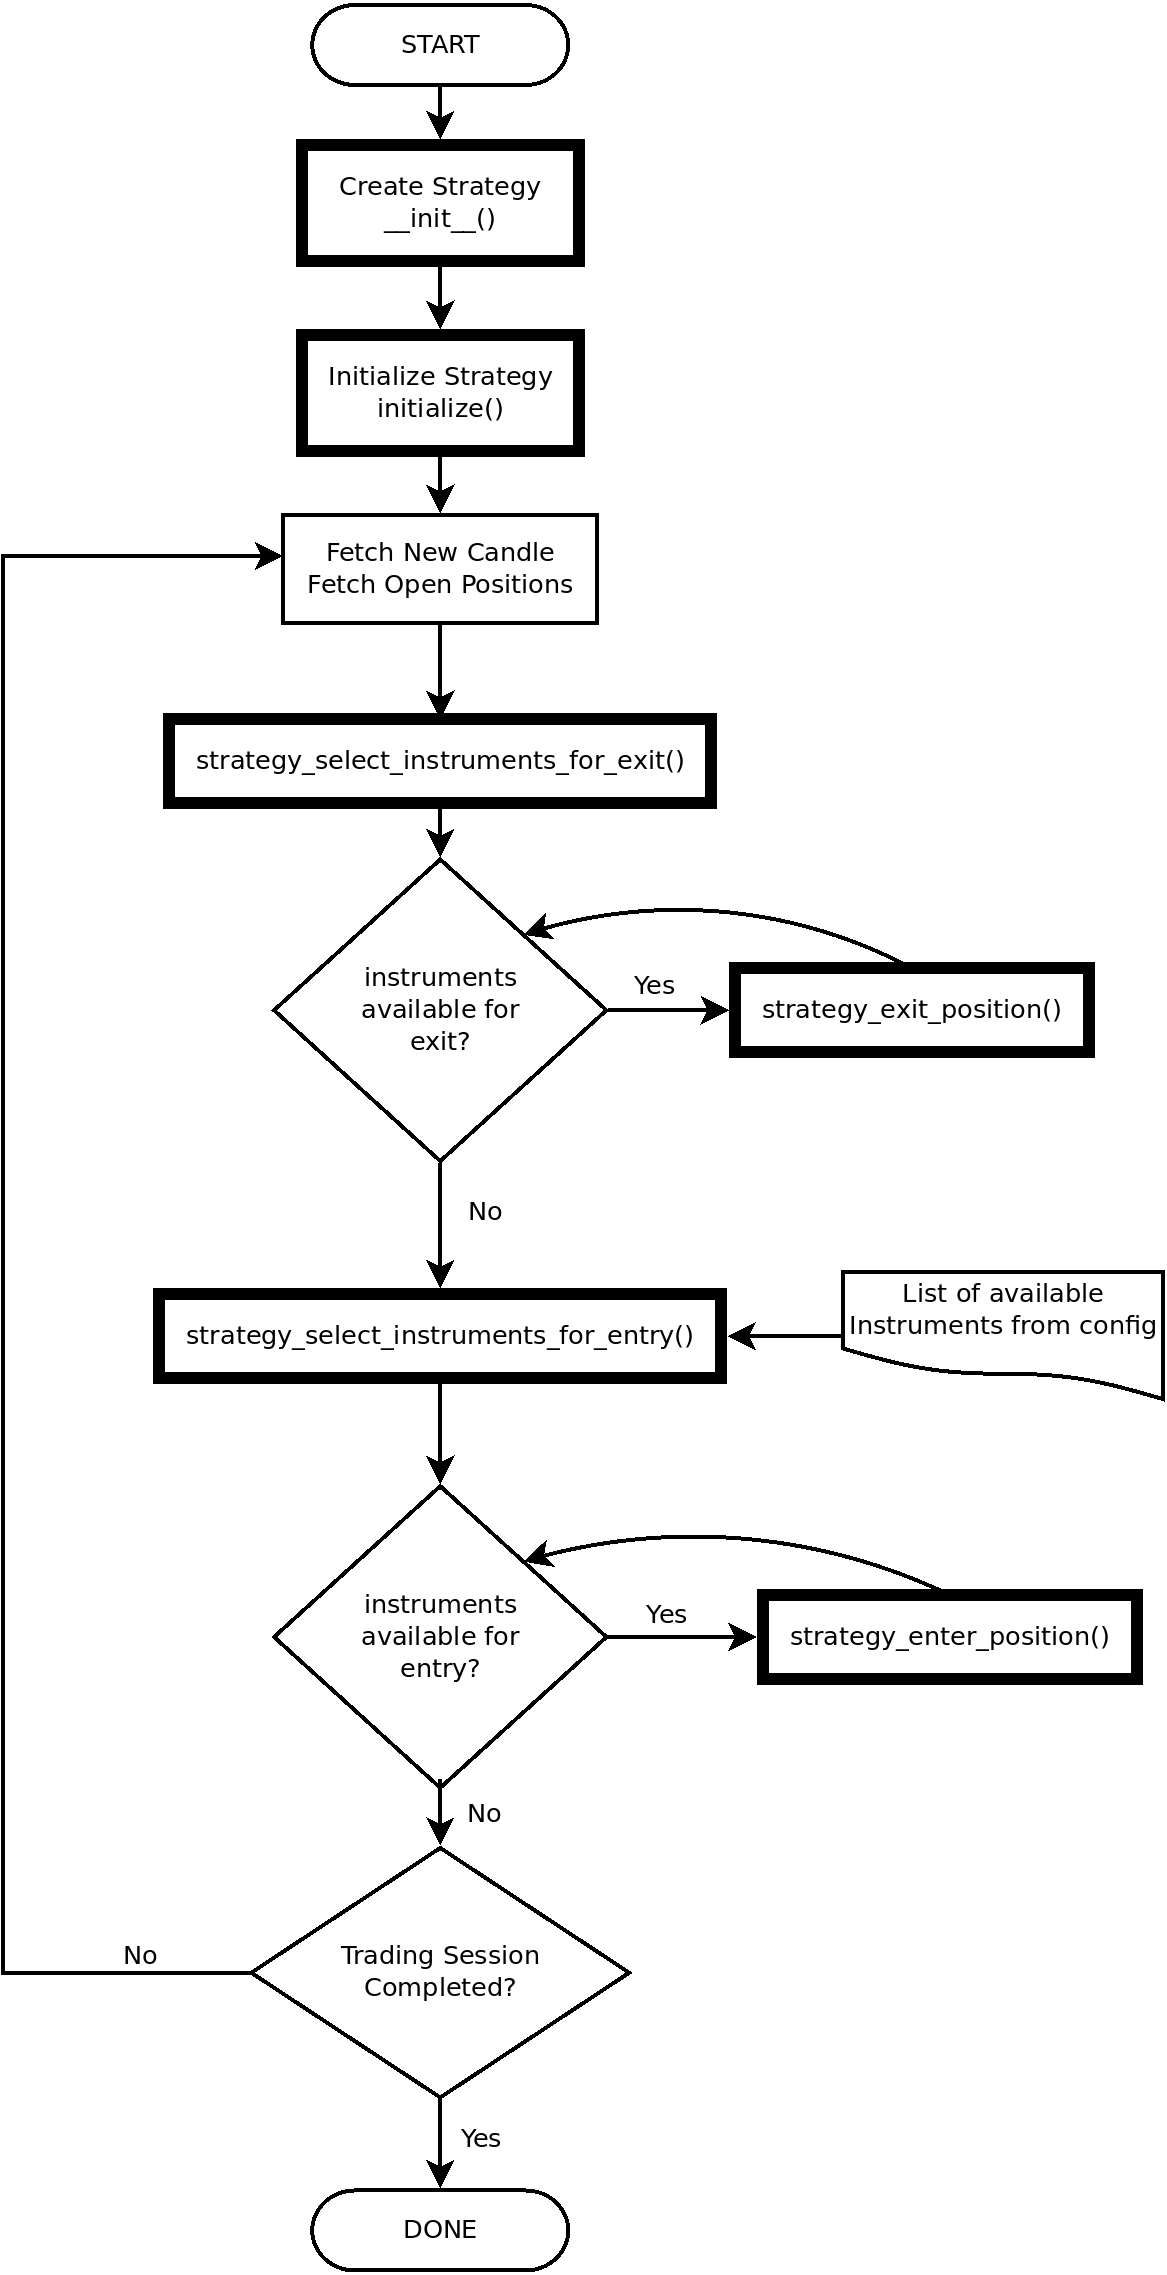 START
Create Strategy
__init__()
Initialize Strategy
initialize()
Fetch New Candle
Fetch Open Positions
strategy_select_instruments_for_exit()
instruments
available for
exit?
Yes
strategy_exit_position()
No
strategy_select_instruments_for_entry()
List of available
Instruments from config
instruments
available for
entry?
Yes
strategy_enter_position()
No
Trading Session
Completed?
No
Yes
DONE